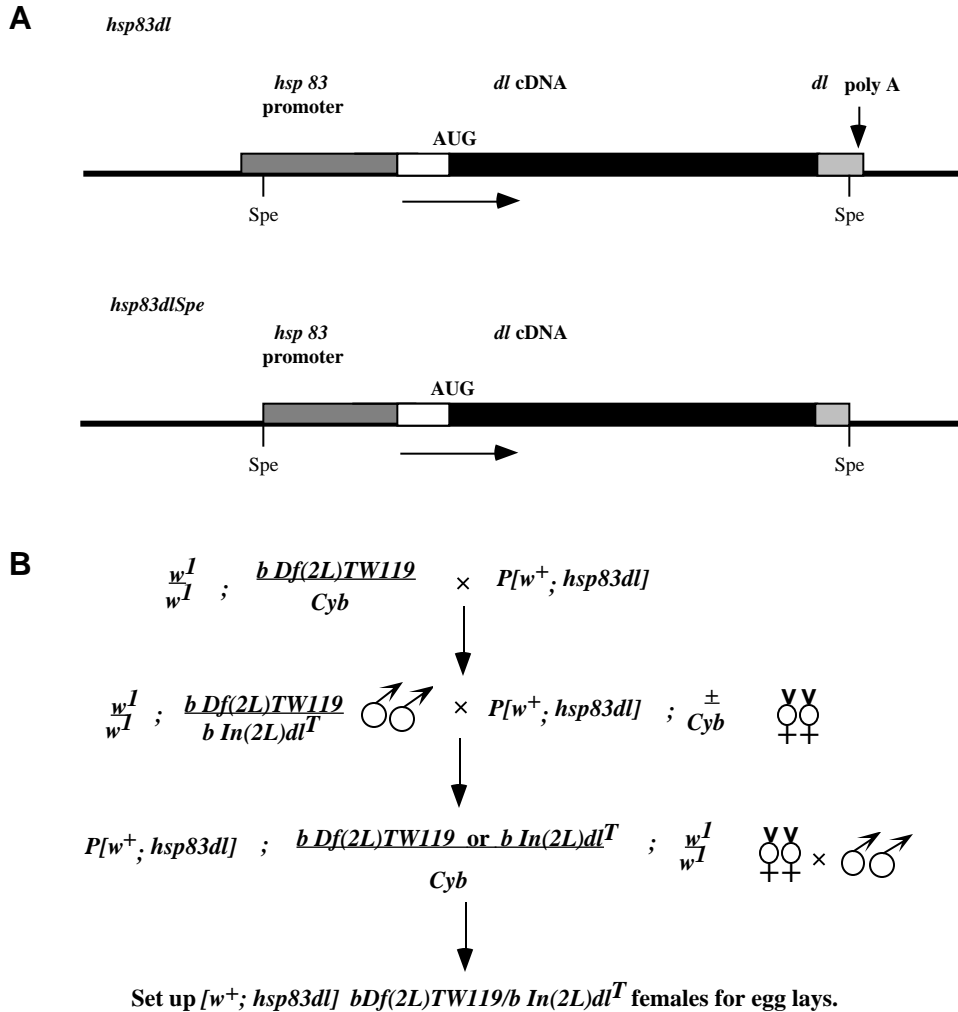 A
hsp83dl
hsp 83 promoter
dl cDNA
dl poly A
AUG
Spe
Spe
hsp83dlSpe
hsp 83 promoter
dl cDNA
AUG
Spe
Spe
B
w1/w1 ; b Df(2L)TW119/Cyb × P[w+; hsp83dl]
w1/w1 ; b Df(2L)TW119/b In(2L)dlT × P[w+; hsp83dl] ; ±/Cyb
P[w+; hsp83dl] ; b Df(2L)TW119 or b In(2L)dlT/Cyb ; w1/w1 ×
Set up [w+; hsp83dl] bDf(2L)TW119/b In(2L)dlT females for egg lays.